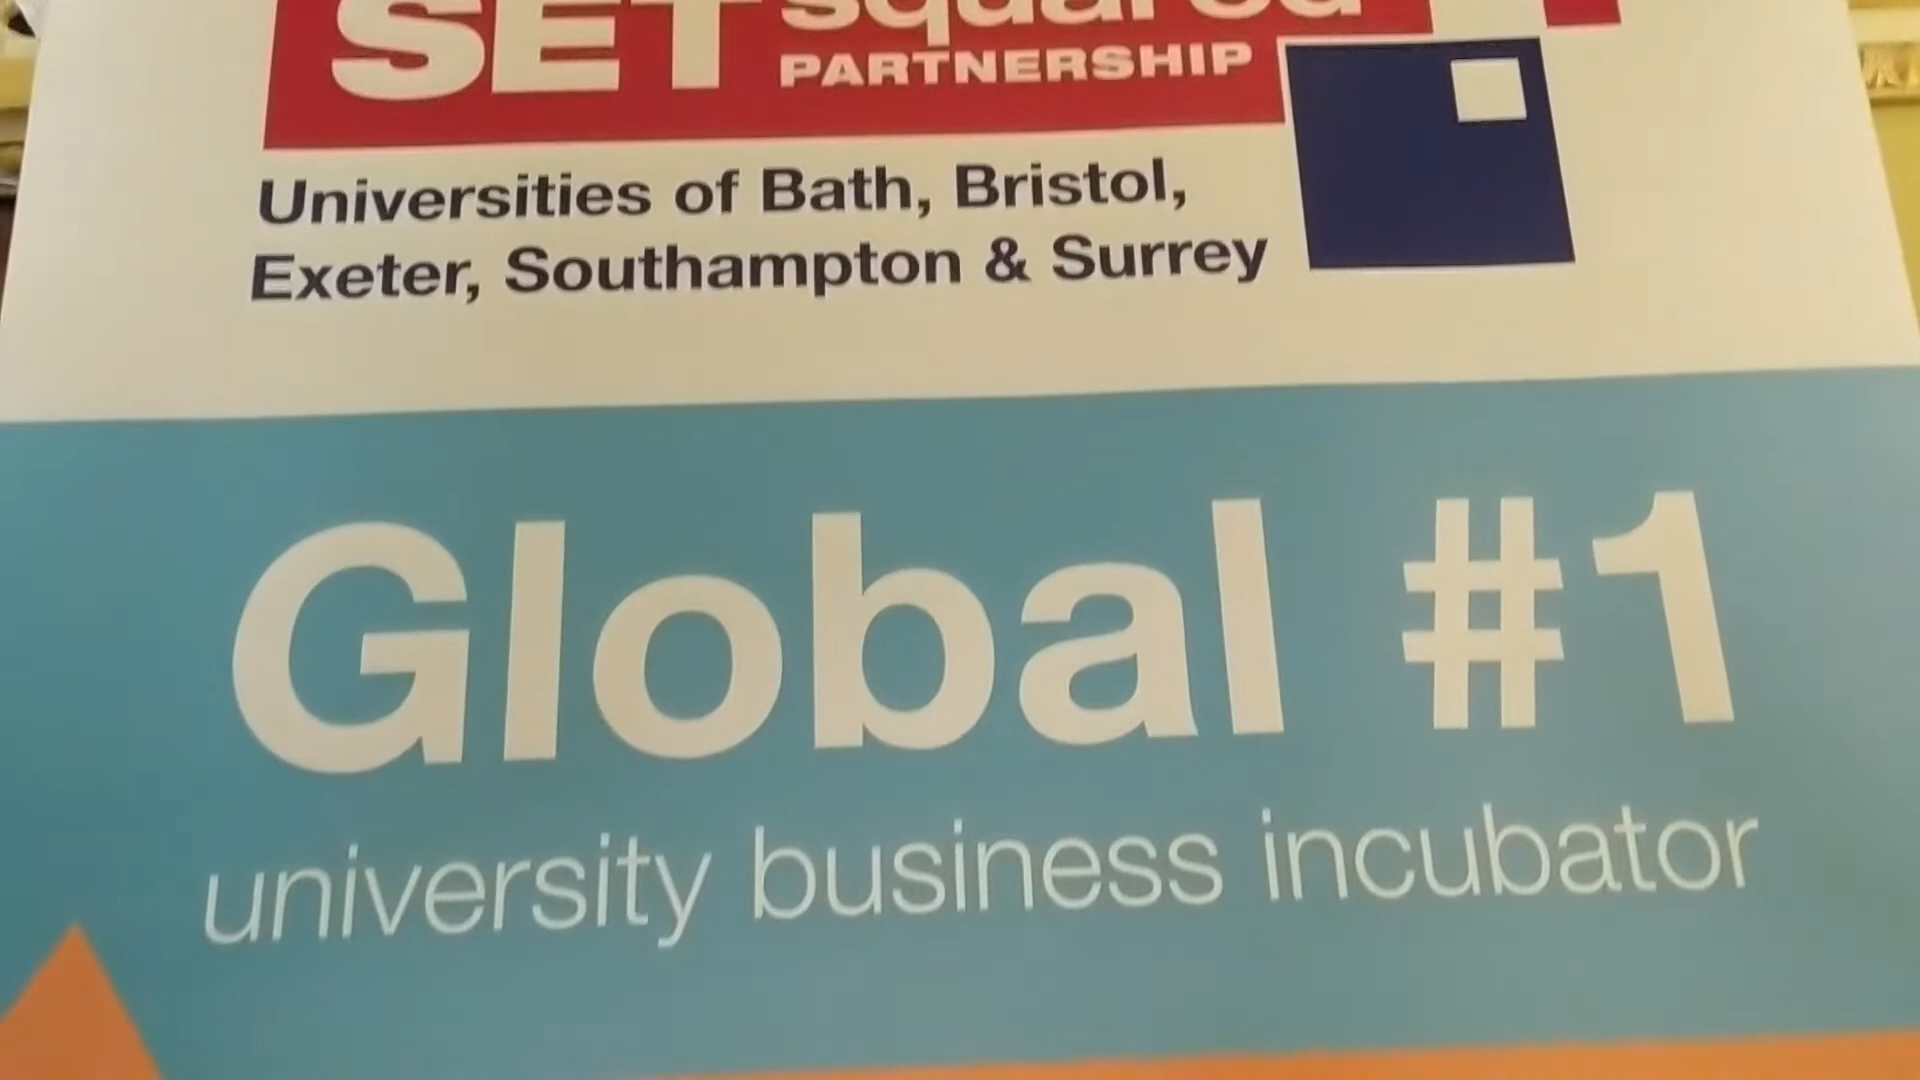 SET squared
PARTNERSHIP
Universities of Bath, Bristol,
Exeter, Southampton & Surrey
Global #1
university business incubator